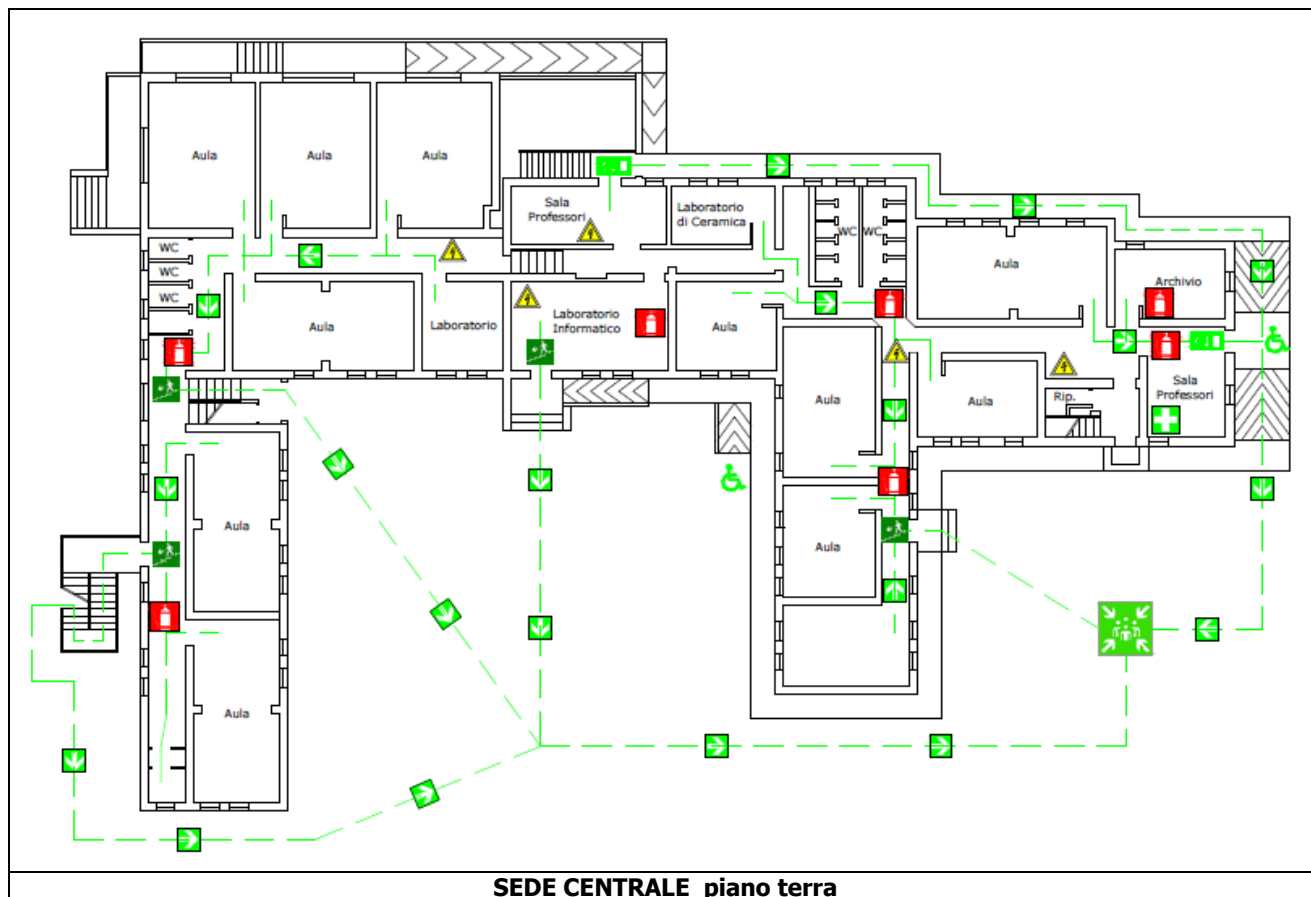 Aula
Aula
Aula
Sala
Professori
Laboratorio
di Ceramica
WC
WC
WC
WC
WC
Aula
Archivio
Aula
Laboratorio
Laboratorio
Informatico
Aula
Sala
Professori
Rip.
Aula
Aula
Aula
Aula
Aula
SEDE CENTRALE piano terra